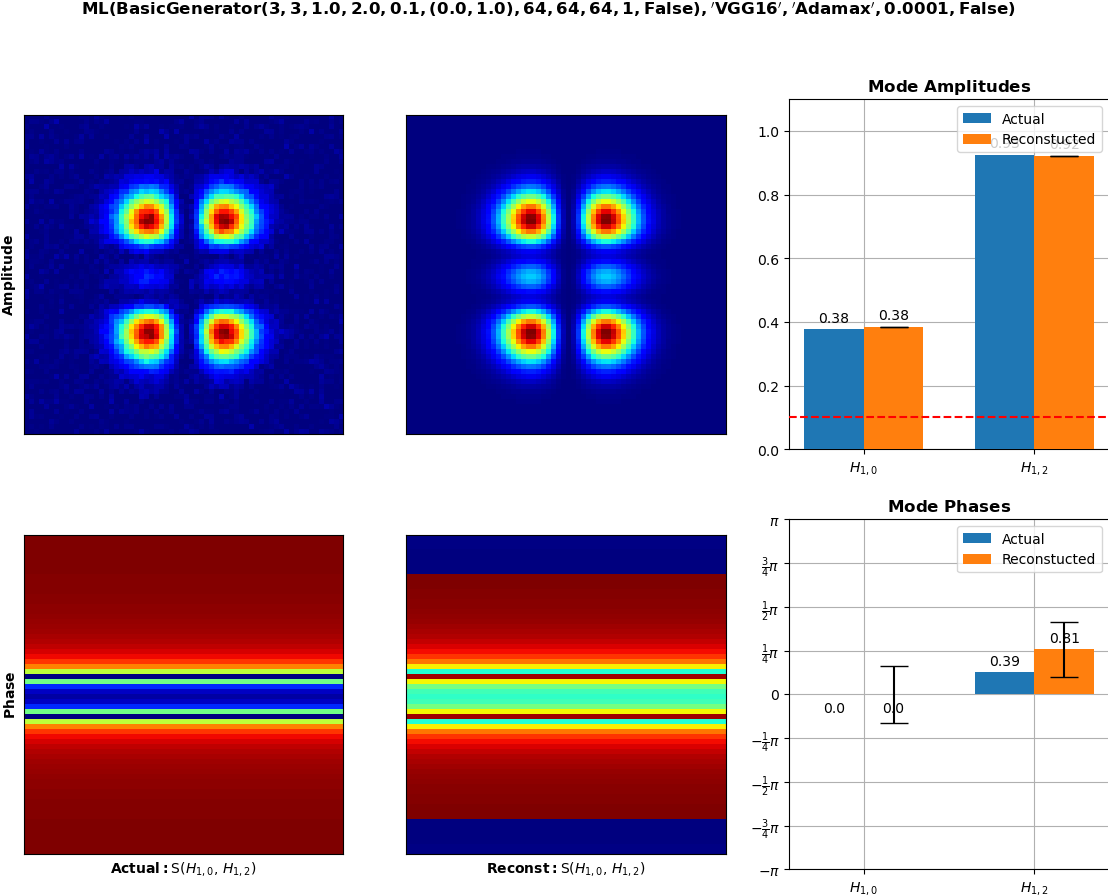 ML(BasicGenerator(3, 3, 1.0, 2.0, 0.1, (0.0, 1.0), 64, 64, 64, 1, False), 'VGG16', 'Adamax', 0.0001, False)
Amplitude
Mode Amplitudes
Actual
Reconstucted
1.0
0.8
0.6
0.4
0.2
0.0
0.38
0.38
0.92
H1, 0
H1, 2
Phase
Actual: S(H1, 0, H1, 2)
Reconst: S(H1, 0, H1, 2)
Mode Phases
Actual
Reconstucted
π
3/4π
1/2π
1/4π
0
−1/4π
−1/2π
−3/4π
−π
0.0
0.0
0.39
0.81
H1, 0
H1, 2